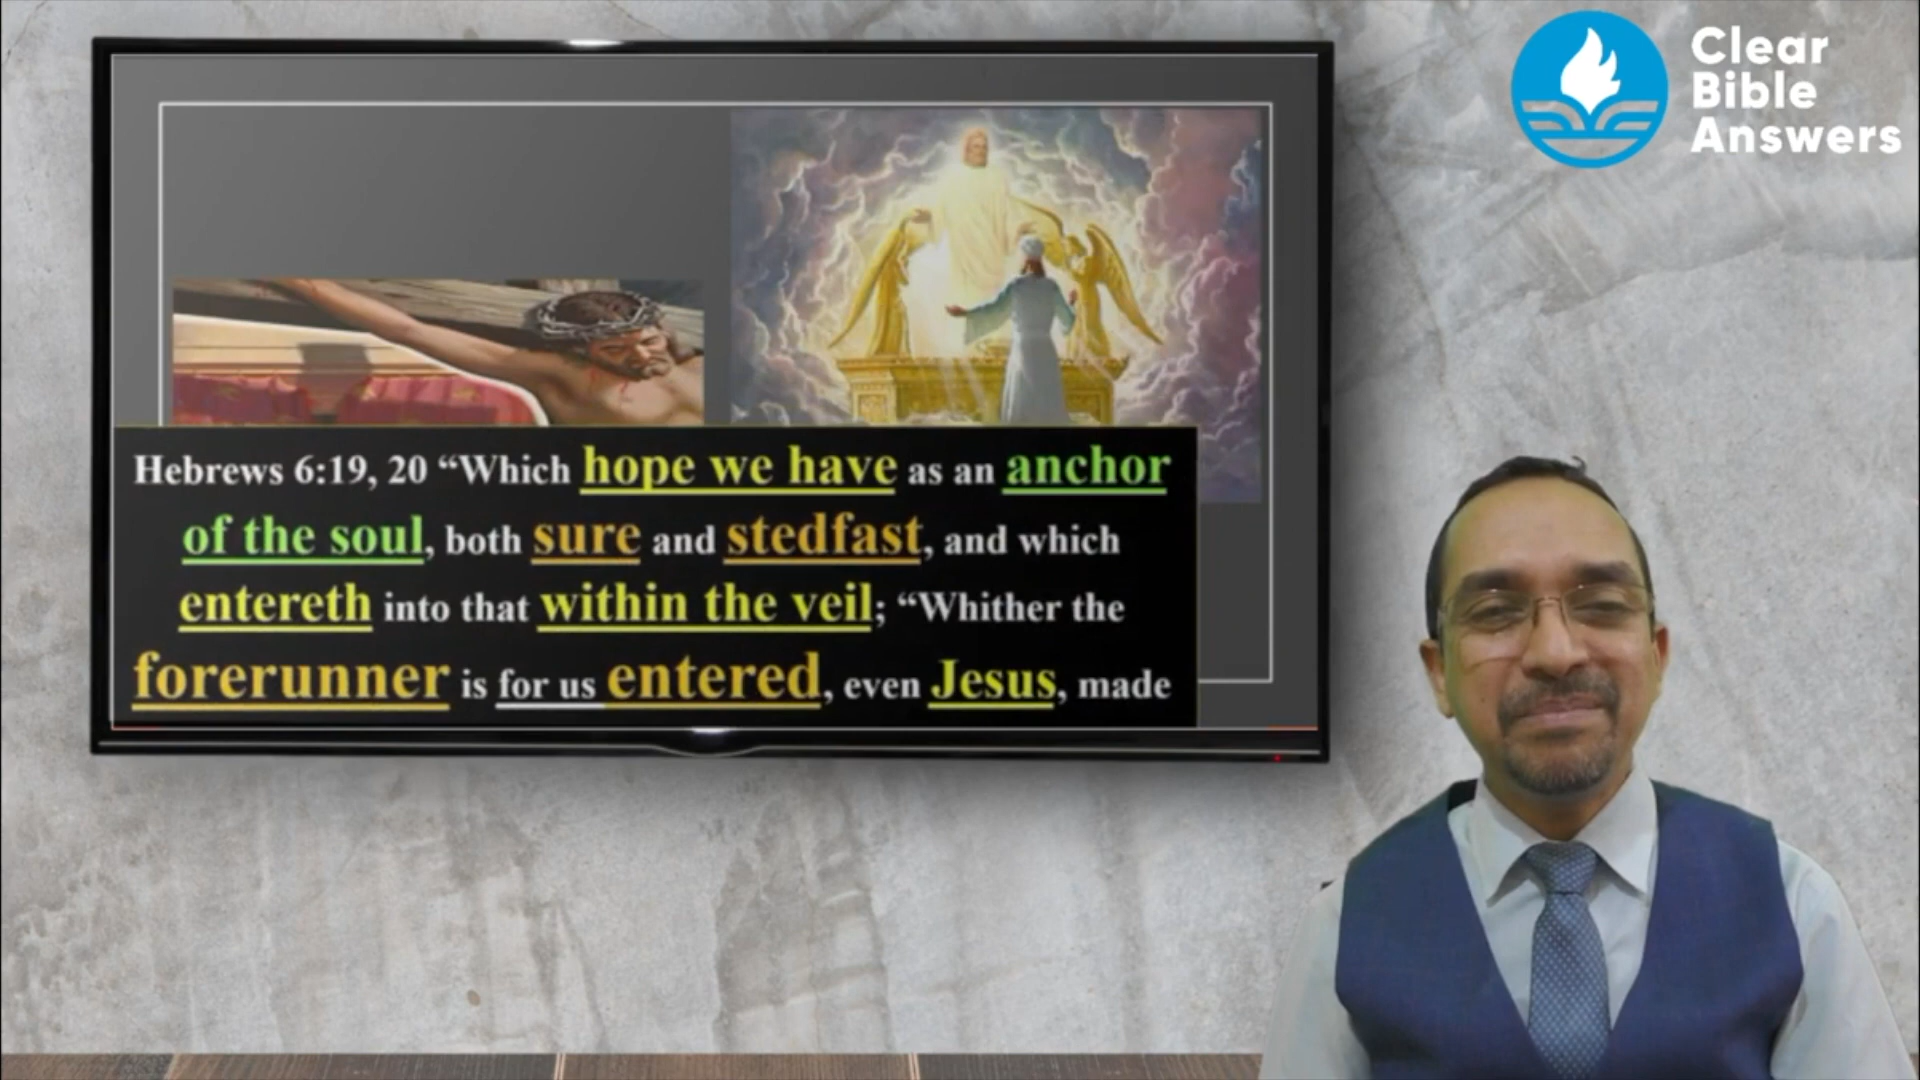 Clear
Bible
Answers
Hebrews 6:19, 20 “Which hope we have as an anchor
of the soul, both sure and stedfast, and which
entereth into that within the veil; “Whither the
forerunner is for us entered, even Jesus, made